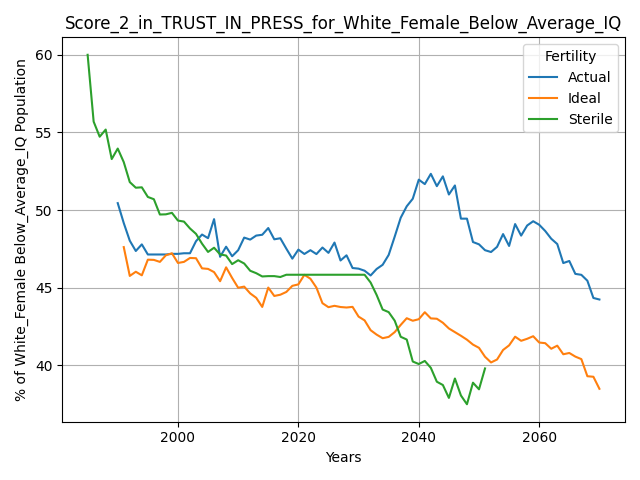 Score_2_in_TRUST_IN_PRESS_for_White_Female_Below_Average_IQ
% of White_Female Below_Average_IQ Population
60
55
50
45
40
Fertility
Actual
Ideal
Sterile
2000
2020
2040
2060
Years